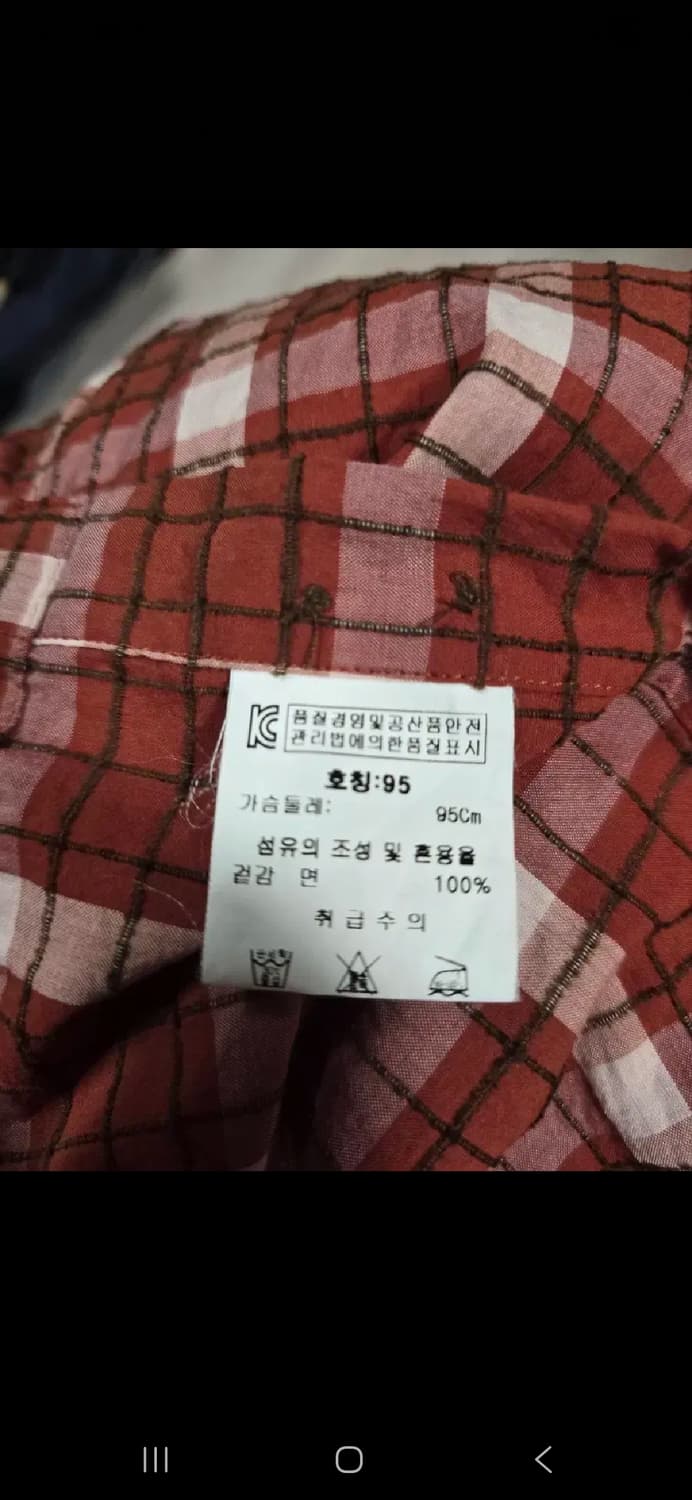 KC 품질경영및공산품안전
관리법에의한품질표시
호칭:95
가슴둘레: 95Cm
섬유의 조성 및 혼용율
겉감 면 100%
취급수의